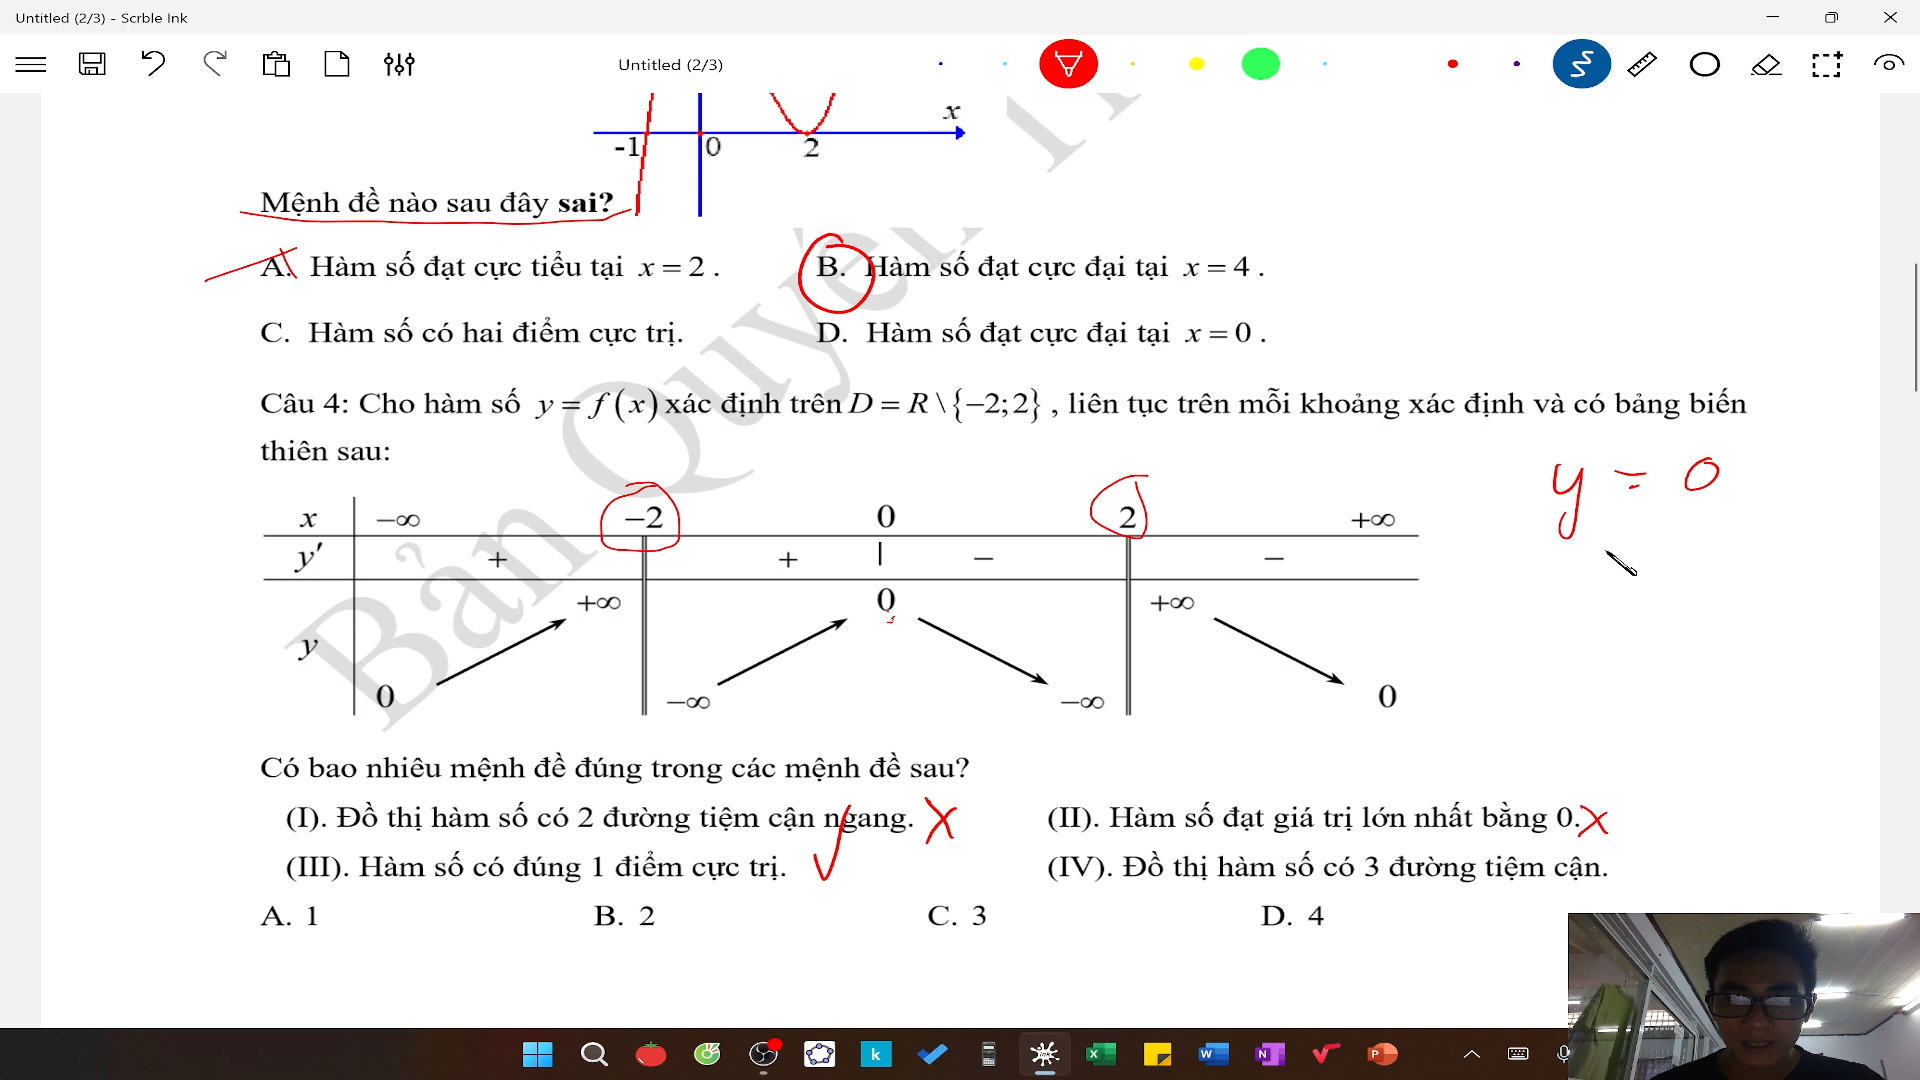 Untitled (2/3) - Scrble Ink
Untitled (2/3)
x
-1 0 2
Mệnh đề nào sau đây sai?
A. Hàm số đạt cực tiểu tại x = 2 .
B. Hàm số đạt cực đại tại x = 4 .
C. Hàm số có hai điểm cực trị.
D. Hàm số đạt cực đại tại x = 0 .
Câu 4: Cho hàm số y = f(x) xác định trên D = R \ {−2;2} , liên tục trên mỗi khoảng xác định và có bảng biến
thiên sau:
y = 0
x −∞ −2 0 2 +∞
y' + + | − −
+∞ 0 +∞
y
0 −∞ −∞ 0
Bản Quyền
Có bao nhiêu mệnh đề đúng trong các mệnh đề sau?
(I). Đồ thị hàm số có 2 đường tiệm cận ngang. X
(II). Hàm số đạt giá trị lớn nhất bằng 0. X
(III). Hàm số có đúng 1 điểm cực trị. ✓
(IV). Đồ thị hàm số có 3 đường tiệm cận.
A. 1 B. 2 C. 3 D. 4